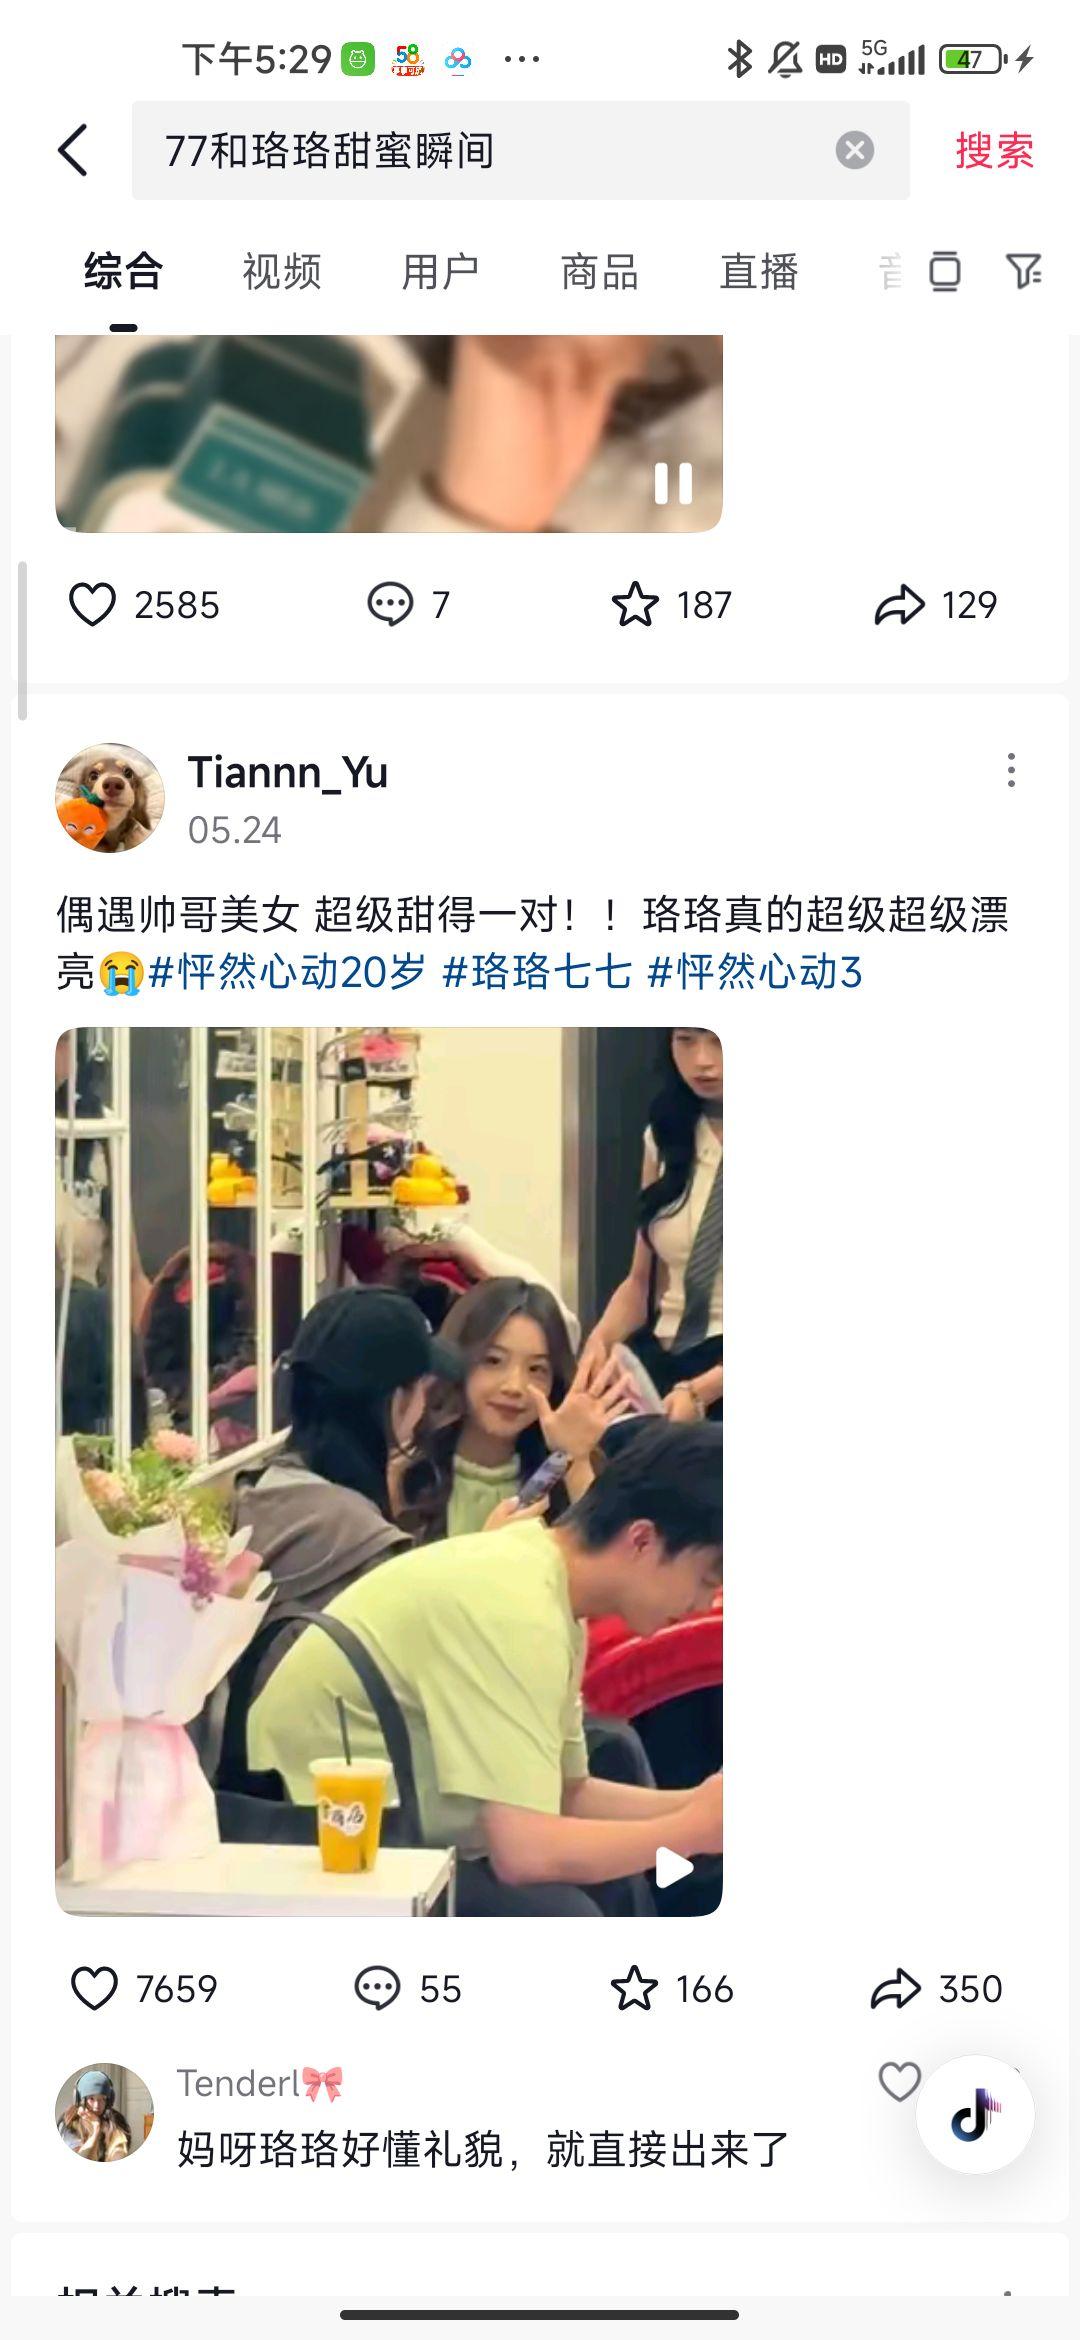 下午5:29
58
HD
5G
47
77和珞珞甜蜜瞬间
搜索
综合
视频
用户
商品
直播
2585
7
187
129
Tiannn_Yu
05.24
偶遇帅哥美女 超级甜得一对！！珞珞真的超级超级漂
亮😭#怦然心动20岁 #珞珞七七 #怦然心动3
7659
55
166
350
Tenderl🎀
妈呀珞珞好懂礼貌，就直接出来了